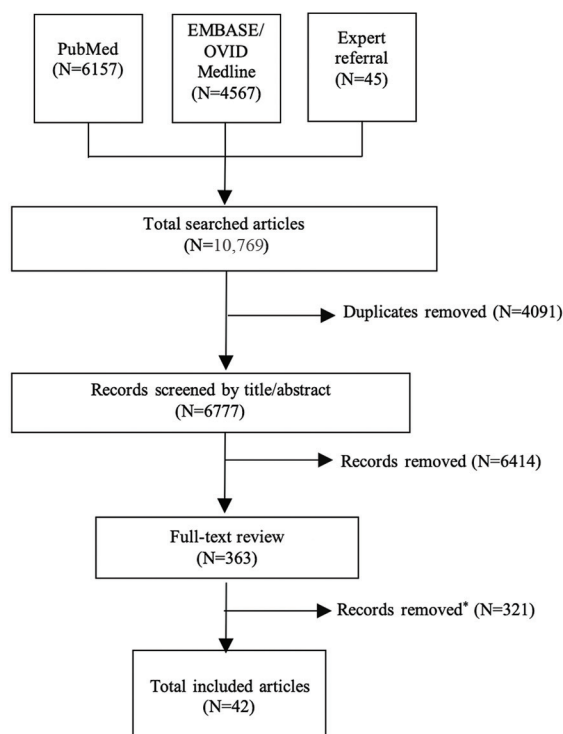 PubMed
(N=6157)
EMBASE/
OVID
Medline
(N=4567)
Expert
referral
(N=45)
Total searched articles
(N=10,769)
Duplicates removed (N=4091)
Records screened by title/abstract
(N=6777)
Records removed (N=6414)
Full-text review
(N=363)
Records removed* (N=321)
Total included articles
(N=42)